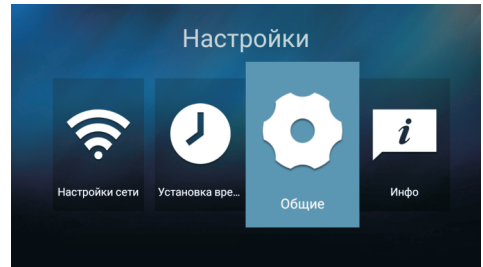 Настройки
Настройки сети
Установка вре...
Общие
Инфо